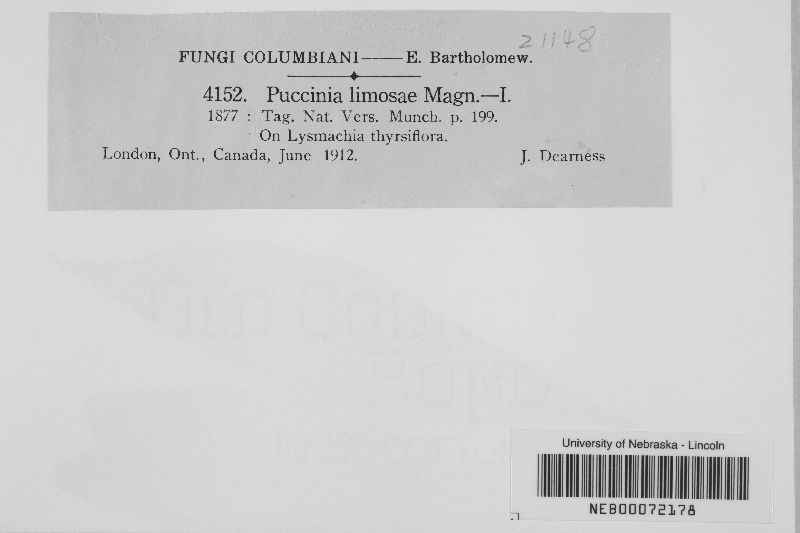 21148
FUNGI COLUMBIANI——E. Bartholomew.
4152. Puccinia limosae Magn.—I.
1877 : Tag. Nat. Vers. Munch. p. 199.
On Lysmachia thyrsiflora.
London, Ont., Canada, June 1912. J. Dearness
University of Nebraska - Lincoln
NEB00072178